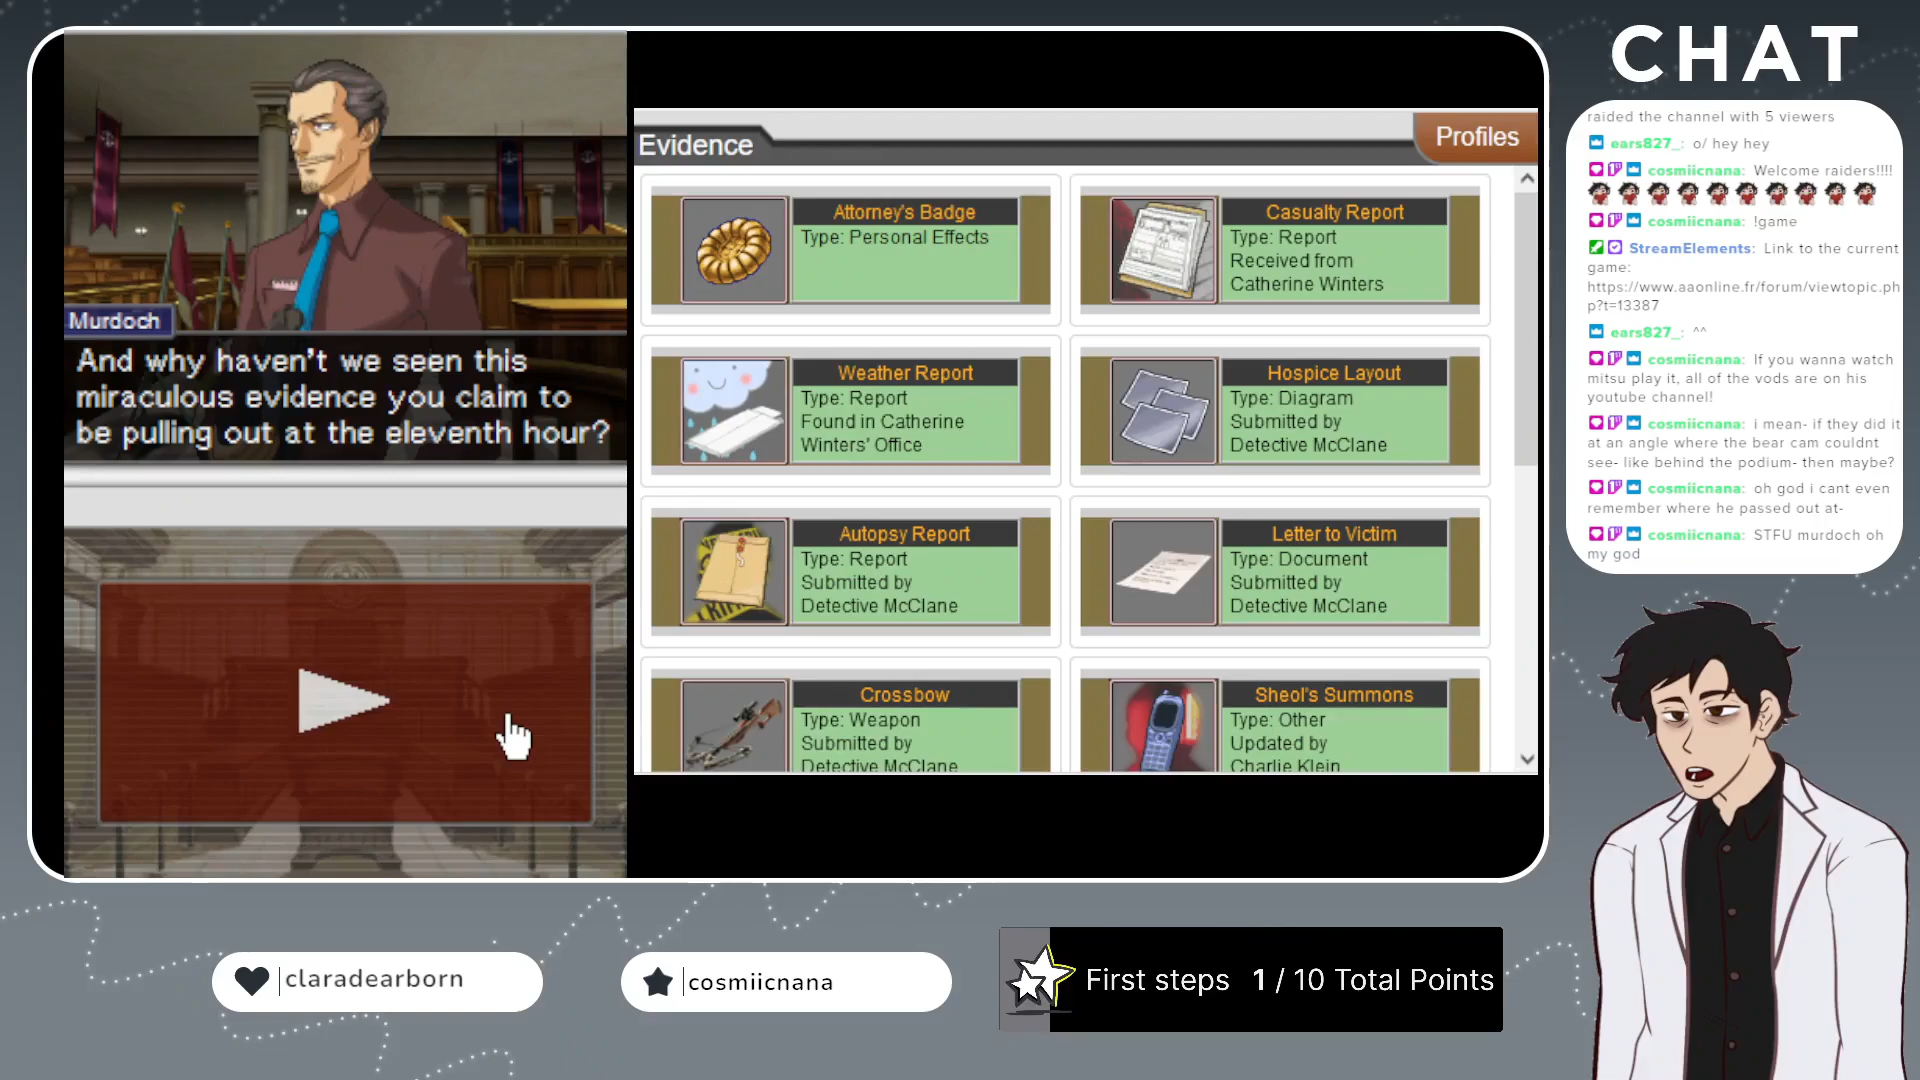 CHAT
raided the channel with 5 viewers
ears827_: o/ hey hey
cosmiicnana: Welcome raiders!!!!
cosmiicnana: !game
StreamElements: Link to the current
game:
https://www.aaonline.fr/forum/viewtopic.ph
p?t=13387
ears827_: ^^
cosmiicnana: If you wanna watch
mitsu play it, all of the vods are on his
youtube channel!
cosmiicnana: i mean- if they did it
at an angle where the bear cam couldnt
see- like behind the podium- then maybe?
cosmiicnana: oh god i cant even
remember where he passed out at-
cosmiicnana: STFU murdoch oh
my god
Murdoch
And why haven't we seen this
miraculous evidence you claim to
be pulling out at the eleventh hour?
Evidence
Profiles
Attorney's Badge
Type: Personal Effects
Casualty Report
Type: Report
Received from
Catherine Winters
Weather Report
Type: Report
Found in Catherine
Winters' Office
Hospice Layout
Type: Diagram
Submitted by
Detective McClane
Autopsy Report
Type: Report
Submitted by
Detective McClane
Letter to Victim
Type: Document
Submitted by
Detective McClane
Crossbow
Type: Weapon
Submitted by
Detective McClane
Sheol's Summons
Type: Other
Updated by
Charlie Klein
claradearborn
cosmiicnana
First steps 1 / 10 Total Points